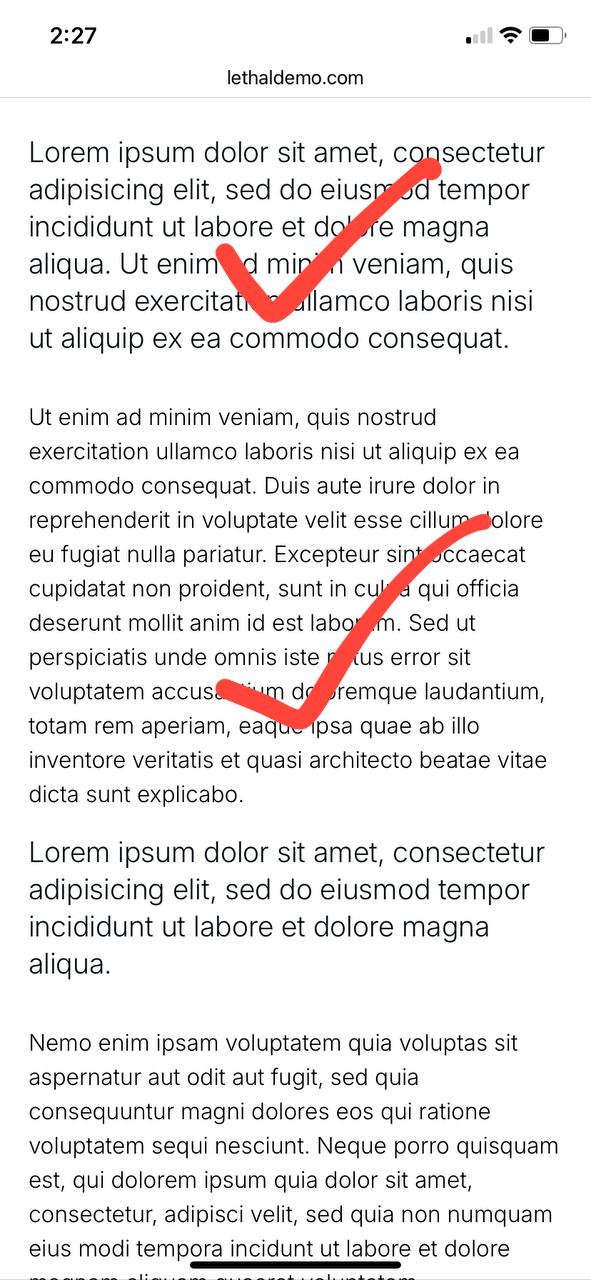 2:27
lethaldemo.com
Lorem ipsum dolor sit amet, consectetur
adipisicing elit, sed do eiusmod tempor
incididunt ut labore et dolore magna
aliqua. Ut enim ad minim veniam, quis
nostrud exercitation ullamco laboris nisi
ut aliquip ex ea commodo consequat.
Ut enim ad minim veniam, quis nostrud
exercitation ullamco laboris nisi ut aliquip ex ea
commodo consequat. Duis aute irure dolor in
reprehenderit in voluptate velit esse cillum dolore
eu fugiat nulla pariatur. Excepteur sint occaecat
cupidatat non proident, sunt in culpa qui officia
deserunt mollit anim id est laborum. Sed ut
perspiciatis unde omnis iste natus error sit
voluptatem accusantium doloremque laudantium,
totam rem aperiam, eaque ipsa quae ab illo
inventore veritatis et quasi architecto beatae vitae
dicta sunt explicabo.
Lorem ipsum dolor sit amet, consectetur
adipisicing elit, sed do eiusmod tempor
incididunt ut labore et dolore magna
aliqua.
Nemo enim ipsam voluptatem quia voluptas sit
aspernatur aut odit aut fugit, sed quia
consequuntur magni dolores eos qui ratione
voluptatem sequi nesciunt. Neque porro quisquam
est, qui dolorem ipsum quia dolor sit amet,
consectetur, adipisci velit, sed quia non numquam
eius modi tempora incidunt ut labore et dolore